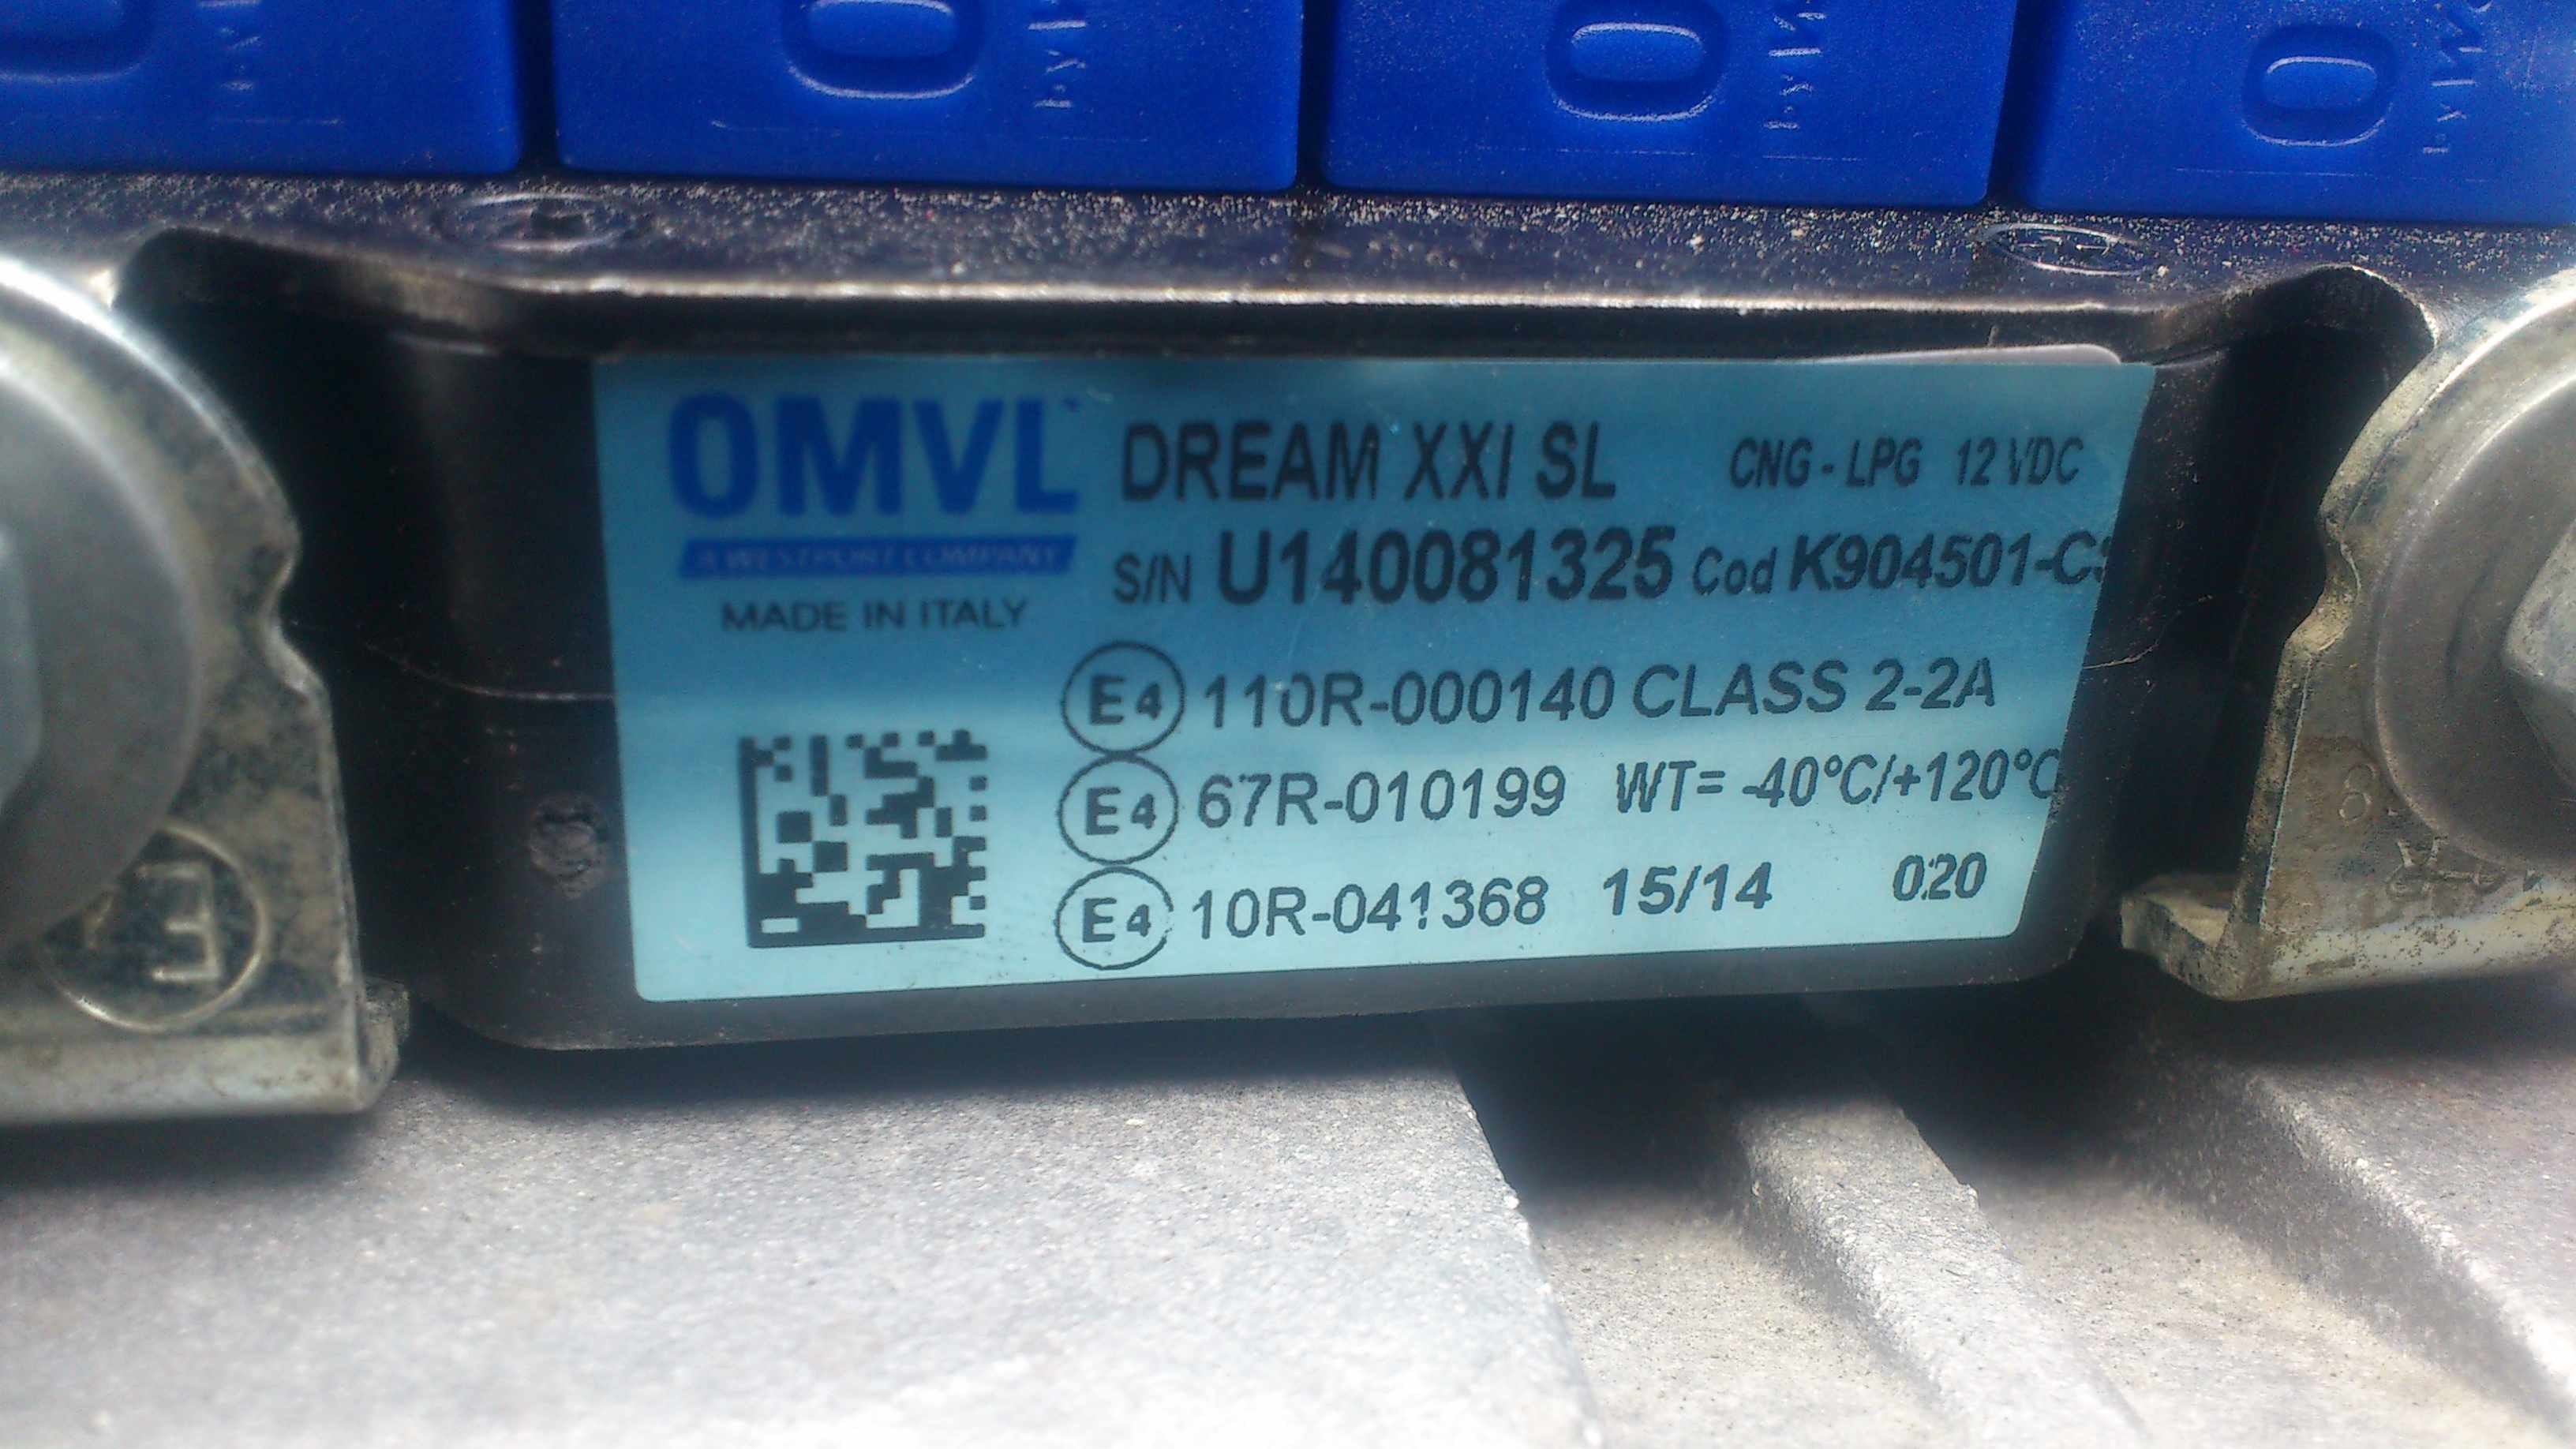 OMVL DREAM XXI SL CNG - LPG 12 VDC
A WESTPORT COMPANY S/N U140081325 Cod
MADE IN ITALY
E4 110R-000140 CLASS 2-2A
E4 67R-010199 WT= -40°C/+120°C
E4 10R-041368 15/14 020